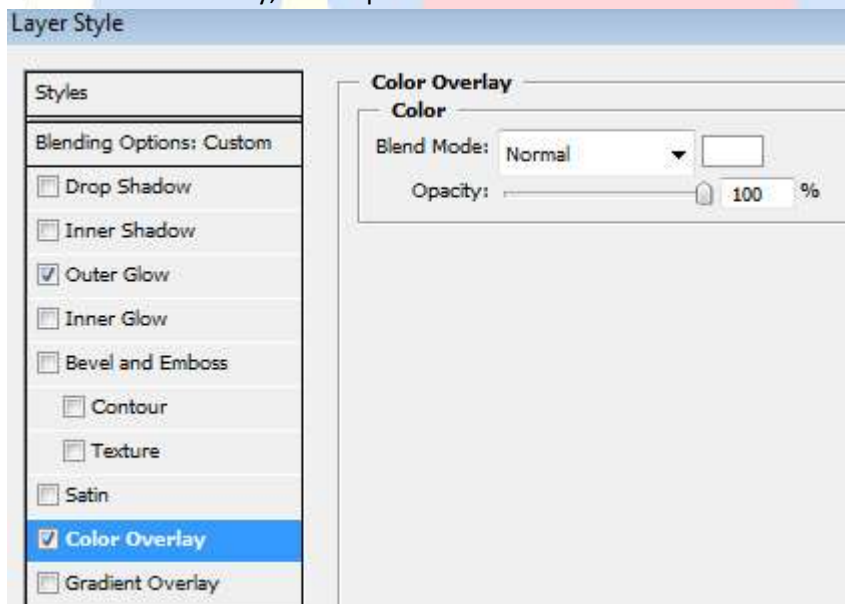 Layer Style
Styles
Blending Options: Custom
Drop Shadow
Inner Shadow
Outer Glow
Inner Glow
Bevel and Emboss
Contour
Texture
Satin
Color Overlay
Gradient Overlay
Color Overlay
Color
Blend Mode: Normal
Opacity: 100 %